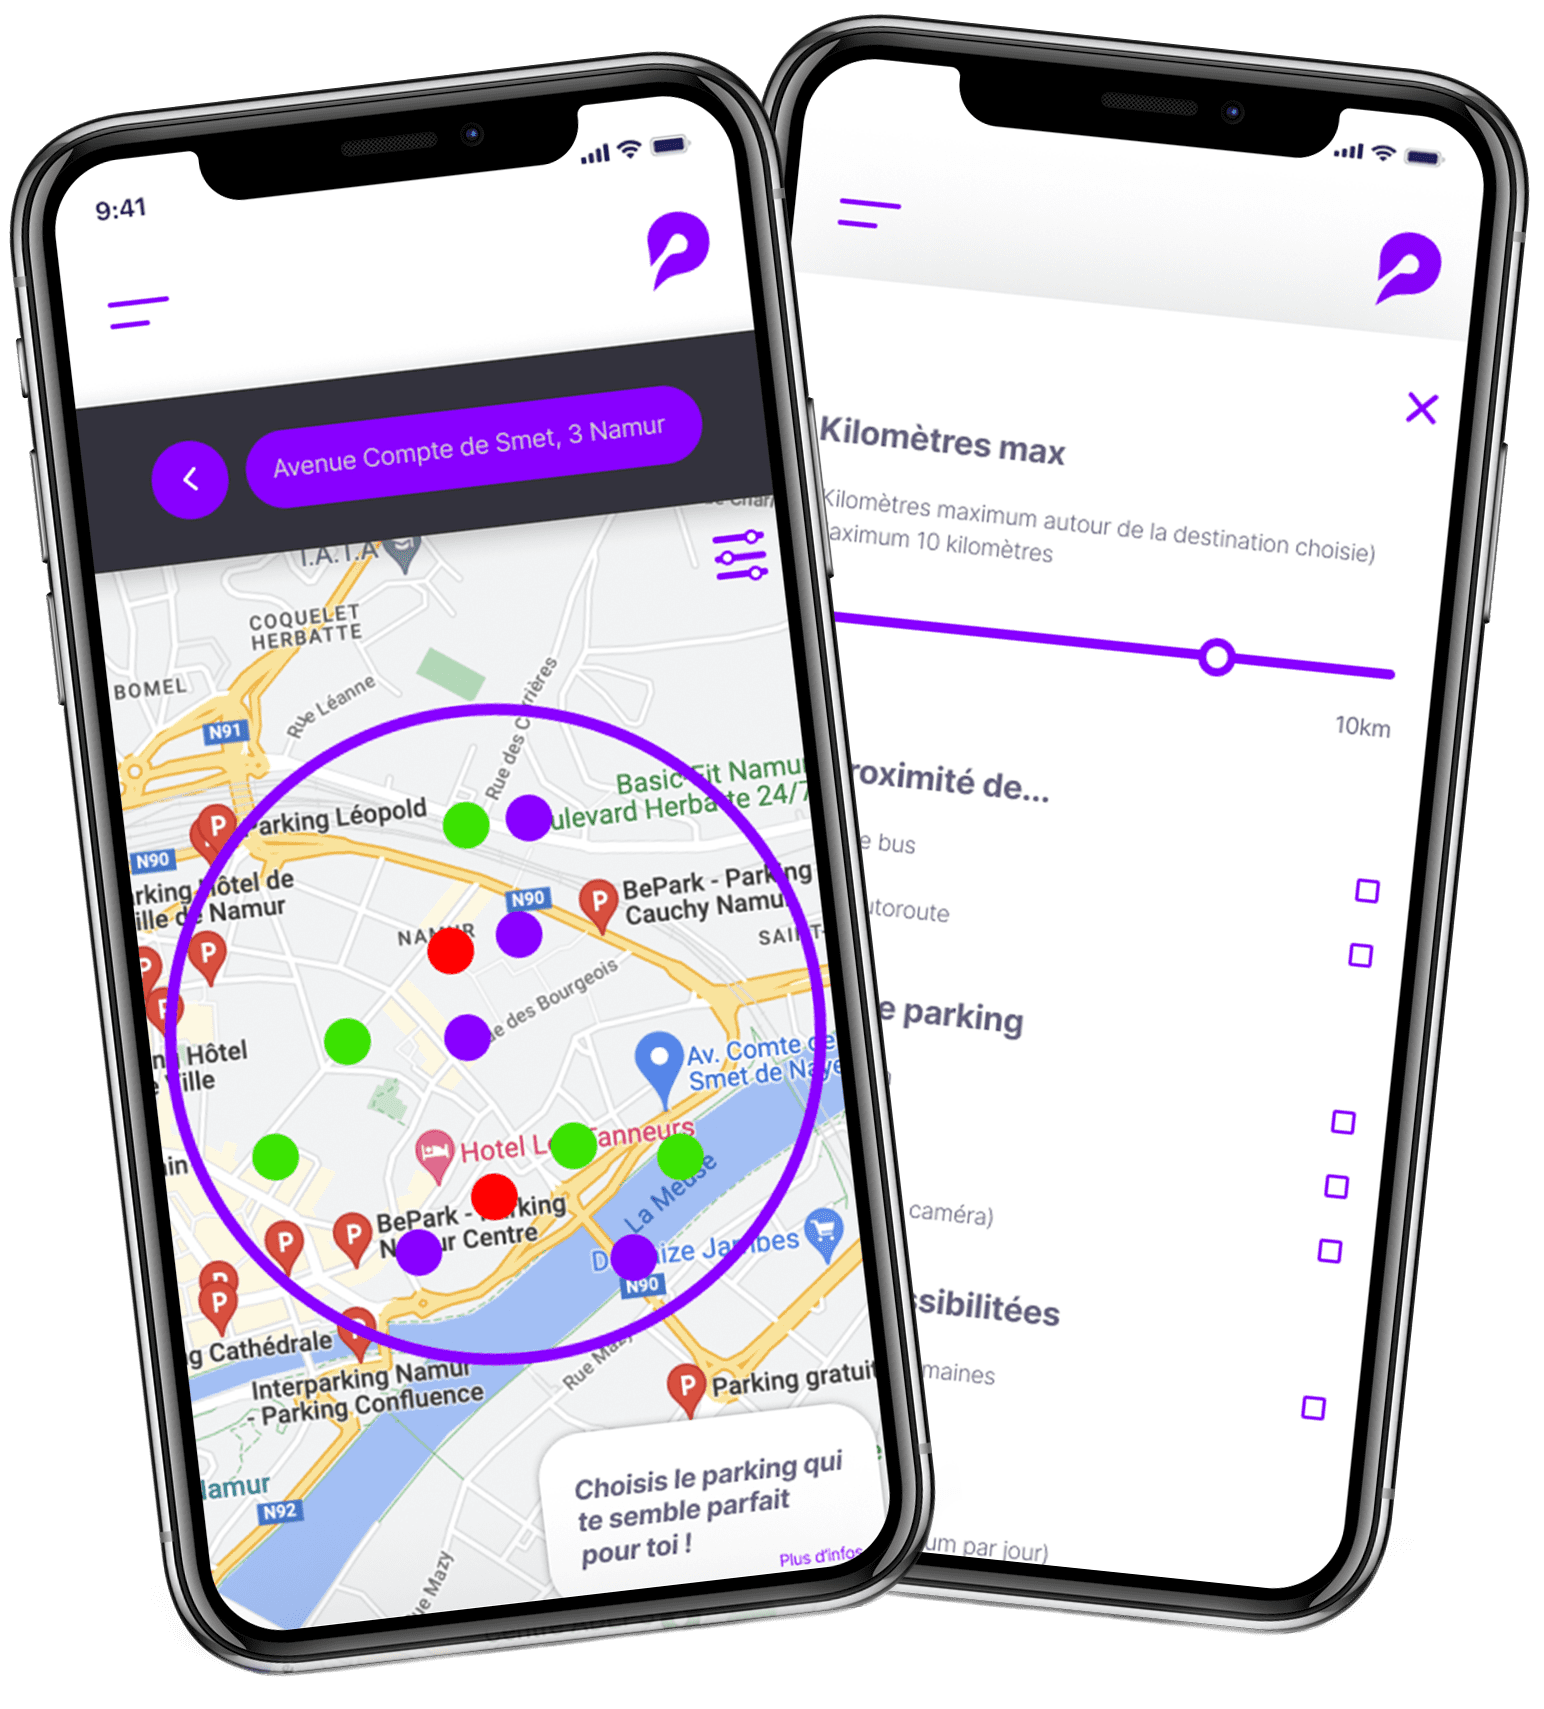 9:41
Avenue Compte de Smet, 3 Namur
I.A.T.A
COQUELET
HERBATTE
BOMEL
Rue Léanne
N91
Rue des Carrières
Basic Fit Namur
Boulevard Herbatte 24/7
Parking Léopold
N90
N90
Parking Hôtel de
Ville de Namur
BePark - Parking
Cauchy Namur
NAMUR
SAINT-
Rue des Bourgeois
Hôtel
Ville
Av. Comte de
Smet de Naye
Hotel Les Tanneurs
La Meuse
BePark - Parking
Namur Centre
Delhaize Jambes
N90
Cathédrale
Rue Mazy
Interparking Namur
- Parking Confluence
Parking gratuit
Namur
N92
Rue Mazy
Choisis le parking qui
te semble parfait
pour toi !
Plus d'infos
Kilomètres max
Kilomètres maximum autour de la destination choisie)
aximum 10 kilomètres
10km
roximité de...
e bus
utoroute
e parking
caméra)
ssibilitées
maines
um par jour)